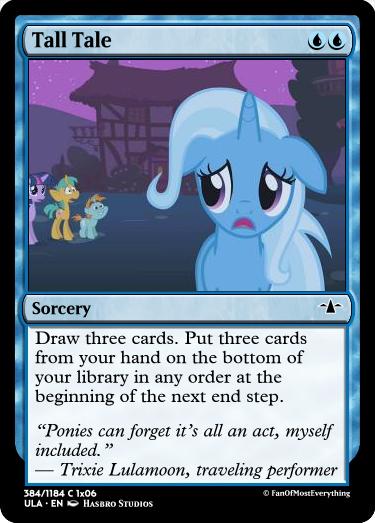 Tall Tale
Sorcery
Draw three cards. Put three cards
from your hand on the bottom of
your library in any order at the
beginning of the next end step.
“Ponies can forget it’s all an act, myself
included.”
— Trixie Lulamoon, traveling performer
384/1184 C 1x06
ULA • EN Hasbro Studios
© FanOfMostEverything